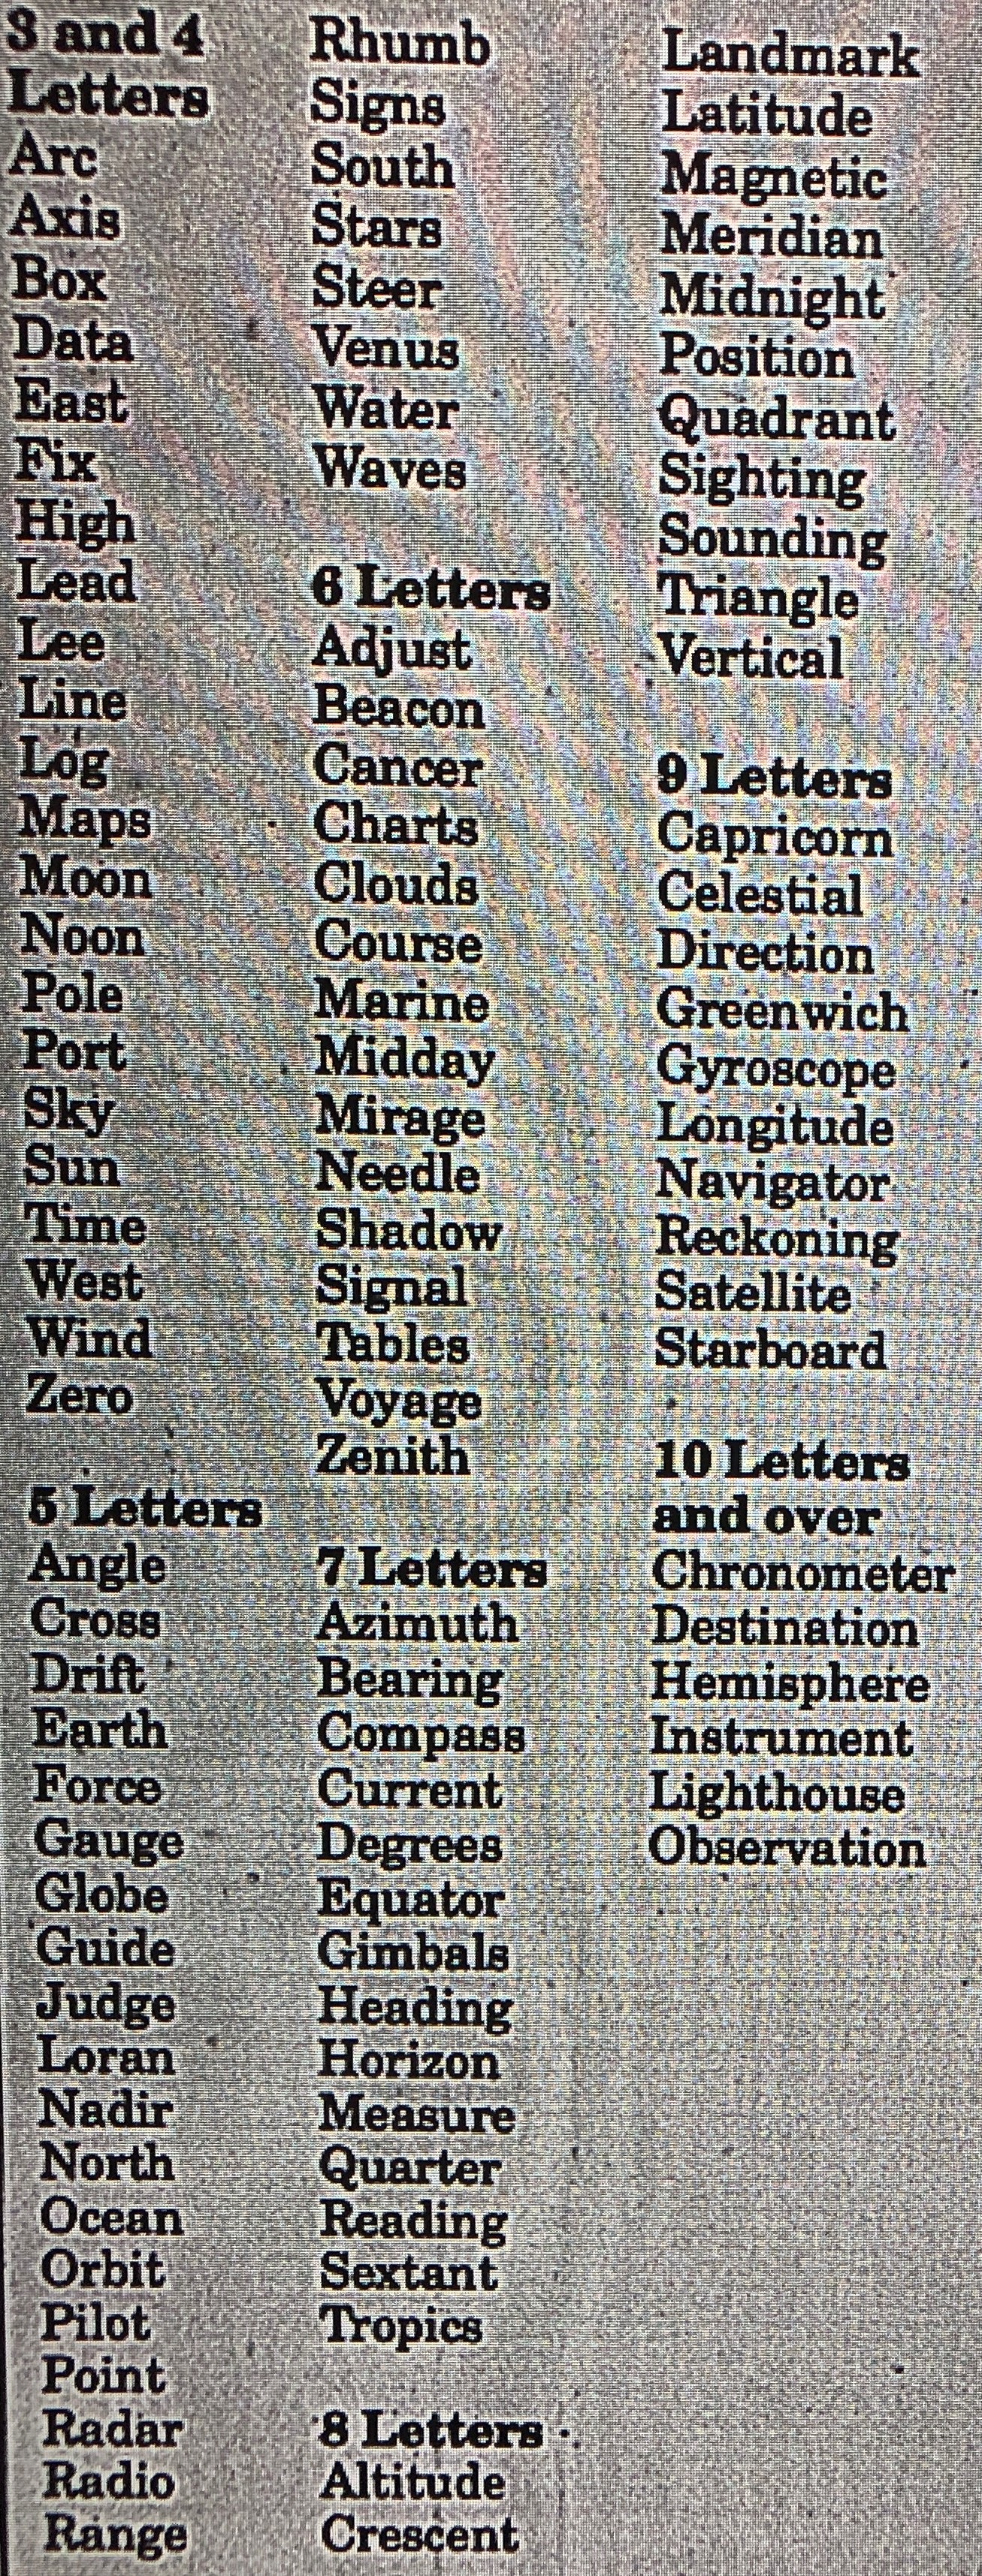 3 and 4
Letters
Arc
Axis
Box
Data
East
Fix
High
Lead
Lee
Line
Log
Maps
Moon
Noon
Pole
Port
Sky
Sun
Time
West
Wind
Zero
5 Letters
Angle
Cross
Drift
Earth
Force
Gauge
Globe
Guide
Judge
Loran
Nadir
North
Ocean
Orbit
Pilot
Point
Radar
Radio
Range
Rhumb
Signs
South
Stars
Steer
Venus
Water
Waves
6 Letters
Adjust
Beacon
Cancer
Charts
Clouds
Course
Marine
Midday
Mirage
Needle
Shadow
Signal
Tables
Voyage
Zenith
7 Letters
Azimuth
Bearing
Compass
Current
Degrees
Equator
Gimbals
Heading
Horizon
Measure
Quarter
Reading
Sextant
Tropics
8 Letters
Altitude
Crescent
Landmark
Latitude
Magnetic
Meridian
Midnight
Position
Quadrant
Sighting
Sounding
Triangle
Vertical
9 Letters
Capricorn
Celestial
Direction
Greenwich
Gyroscope
Longitude
Navigator
Reckoning
Satellite
Starboard
10 Letters
and over
Chronometer
Destination
Hemisphere
Instrument
Lighthouse
Observation